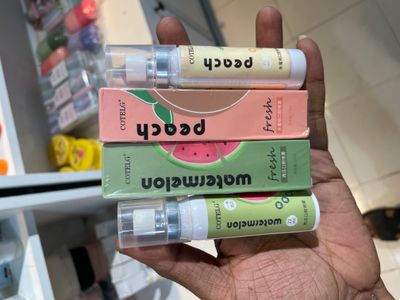 peach
COTELG
peach
fresh
COTELG
watermelon
fresh
COTELG
watermelon